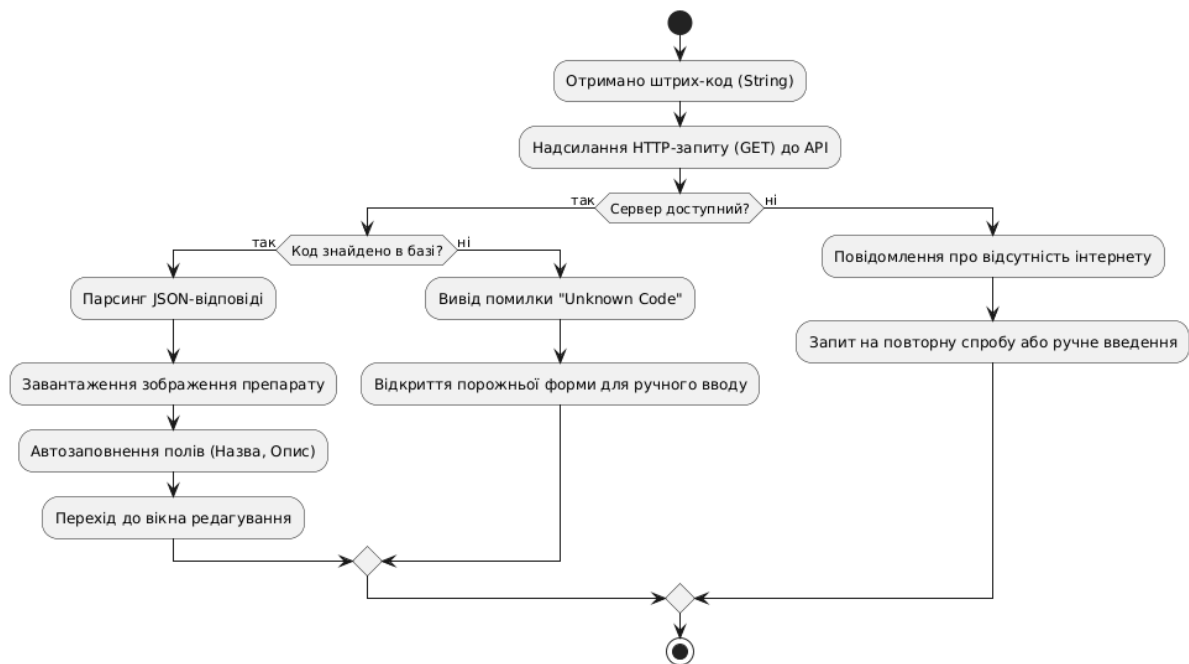 Отримано штрих-код (String)
Надсилання HTTP-запиту (GET) до API
так
Сервер доступний?
ні
так
Код знайдено в базі?
ні
Повідомлення про відсутність інтернету
Парсинг JSON-відповіді
Вивід помилки "Unknown Code"
Запит на повторну спробу або ручне введення
Завантаження зображення препарату
Відкриття порожньої форми для ручного вводу
Автозаповнення полів (Назва, Опис)
Перехід до вікна редагування